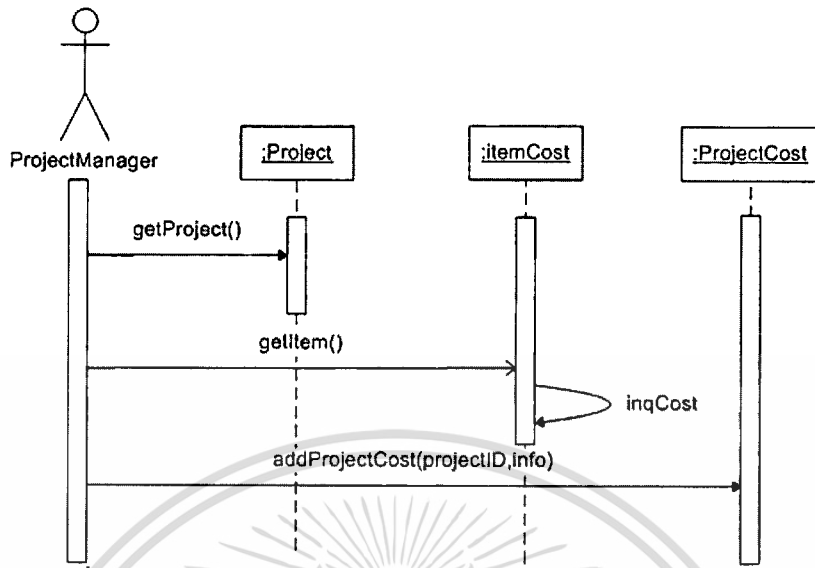 ProjectManager
:Project
:itemCost
:ProjectCost
getProject()
getItem()
inqCost
addProjectCost(projectID,info)